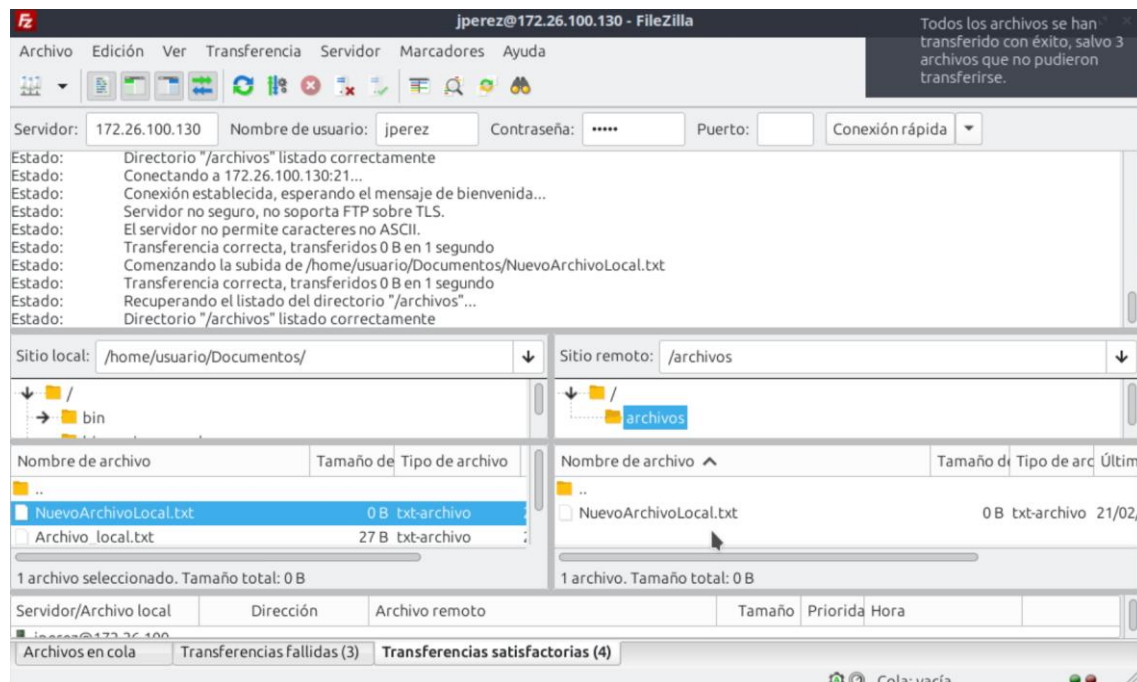 Fz
jperez@172.26.100.130 - FileZilla
Todos los archivos se han
transferido con éxito, salvo 3
archivos que no pudieron
transferirse.
Archivo Edición Ver Transferencia Servidor Marcadores Ayuda
Servidor: 172.26.100.130 Nombre de usuario: jperez Contraseña: ••••• Puerto: Conexión rápida
Estado: Directorio "/archivos" listado correctamente
Estado: Conectando a 172.26.100.130:21...
Estado: Conexión establecida, esperando el mensaje de bienvenida...
Estado: Servidor no seguro, no soporta FTP sobre TLS.
Estado: El servidor no permite caracteres no ASCII.
Estado: Transferencia correcta, transferidos 0 B en 1 segundo
Estado: Comenzando la subida de /home/usuario/Documentos/NuevoArchivoLocal.txt
Estado: Transferencia correcta, transferidos 0 B en 1 segundo
Estado: Recuperando el listado del directorio "/archivos"...
Estado: Directorio "/archivos" listado correctamente
Sitio local: /home/usuario/Documentos/
Sitio remoto: /archivos
/
bin
/
archivos
Nombre de archivo Tamaño de Tipo de archivo
..
NuevoArchivoLocal.txt 0 B txt-archivo
Archivo_local.txt 27 B txt-archivo
1 archivo seleccionado. Tamaño total: 0 B
Nombre de archivo Tamaño de Tipo de arc Últim
..
NuevoArchivoLocal.txt 0 B txt-archivo 21/02/
1 archivo. Tamaño total: 0 B
Servidor/Archivo local Dirección Archivo remoto Tamaño Priorida Hora
jperez@172.26.100
Archivos en cola Transferencias fallidas (3) Transferencias satisfactorias (4)
Cola: vacía